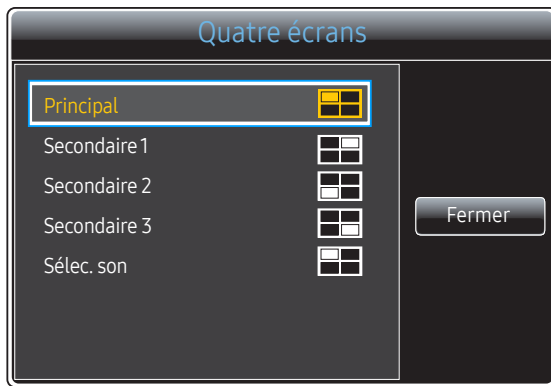 Quatre écrans
Principal
Secondaire 1
Secondaire 2
Secondaire 3
Sélec. son
Fermer